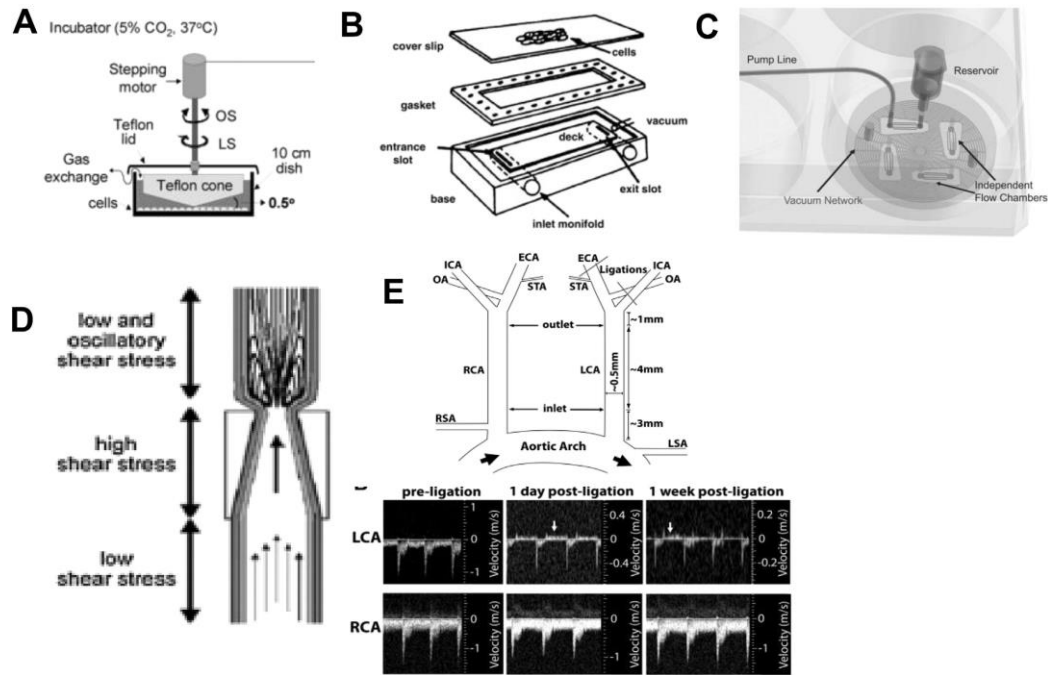 A
Incubator (5% CO2, 37oC)
Stepping
motor
OS
LS
Teflon
lid
Gas
exchange
10 cm
dish
Teflon cone
cells
0.5o
B
cover slip
cells
gasket
vacuum
deck
entrance
slot
exit slot
base
inlet monifold
C
Pump Line
Reservoir
Vacuum Network
Independent
Flow Chambers
D
low and
oscillatory
shear stress
high
shear stress
low
shear stress
E
ICA
ECA
OA
STA
ECA
Ligations
ICA
OA
STA
outlet
~1mm
RCA
LCA
~0.5mm
~4mm
inlet
~3mm
RSA
Aortic Arch
LSA
pre-ligation
1 day post-ligation
1 week post-ligation
LCA
1
0
-1
Velocity (m/s)
0.4
0
-0.4
Velocity (m/s)
0.2
0
-0.2
Velocity (m/s)
RCA
0
-1
Velocity (m/s)
0
-1
Velocity (m/s)
0
-1
Velocity (m/s)